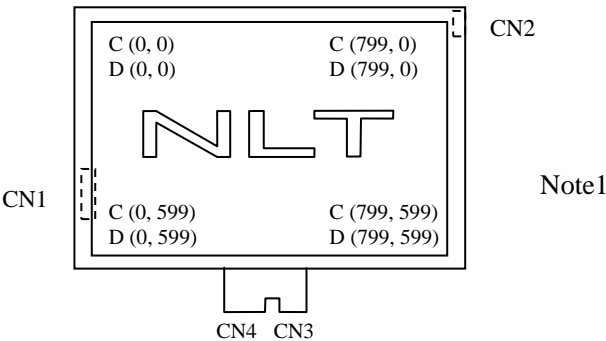 CN2
C (0, 0) C (799, 0)
D (0, 0) D (799, 0)
NLT
Note1
CN1
C (0, 599) C (799, 599)
D (0, 599) D (799, 599)
CN4 CN3